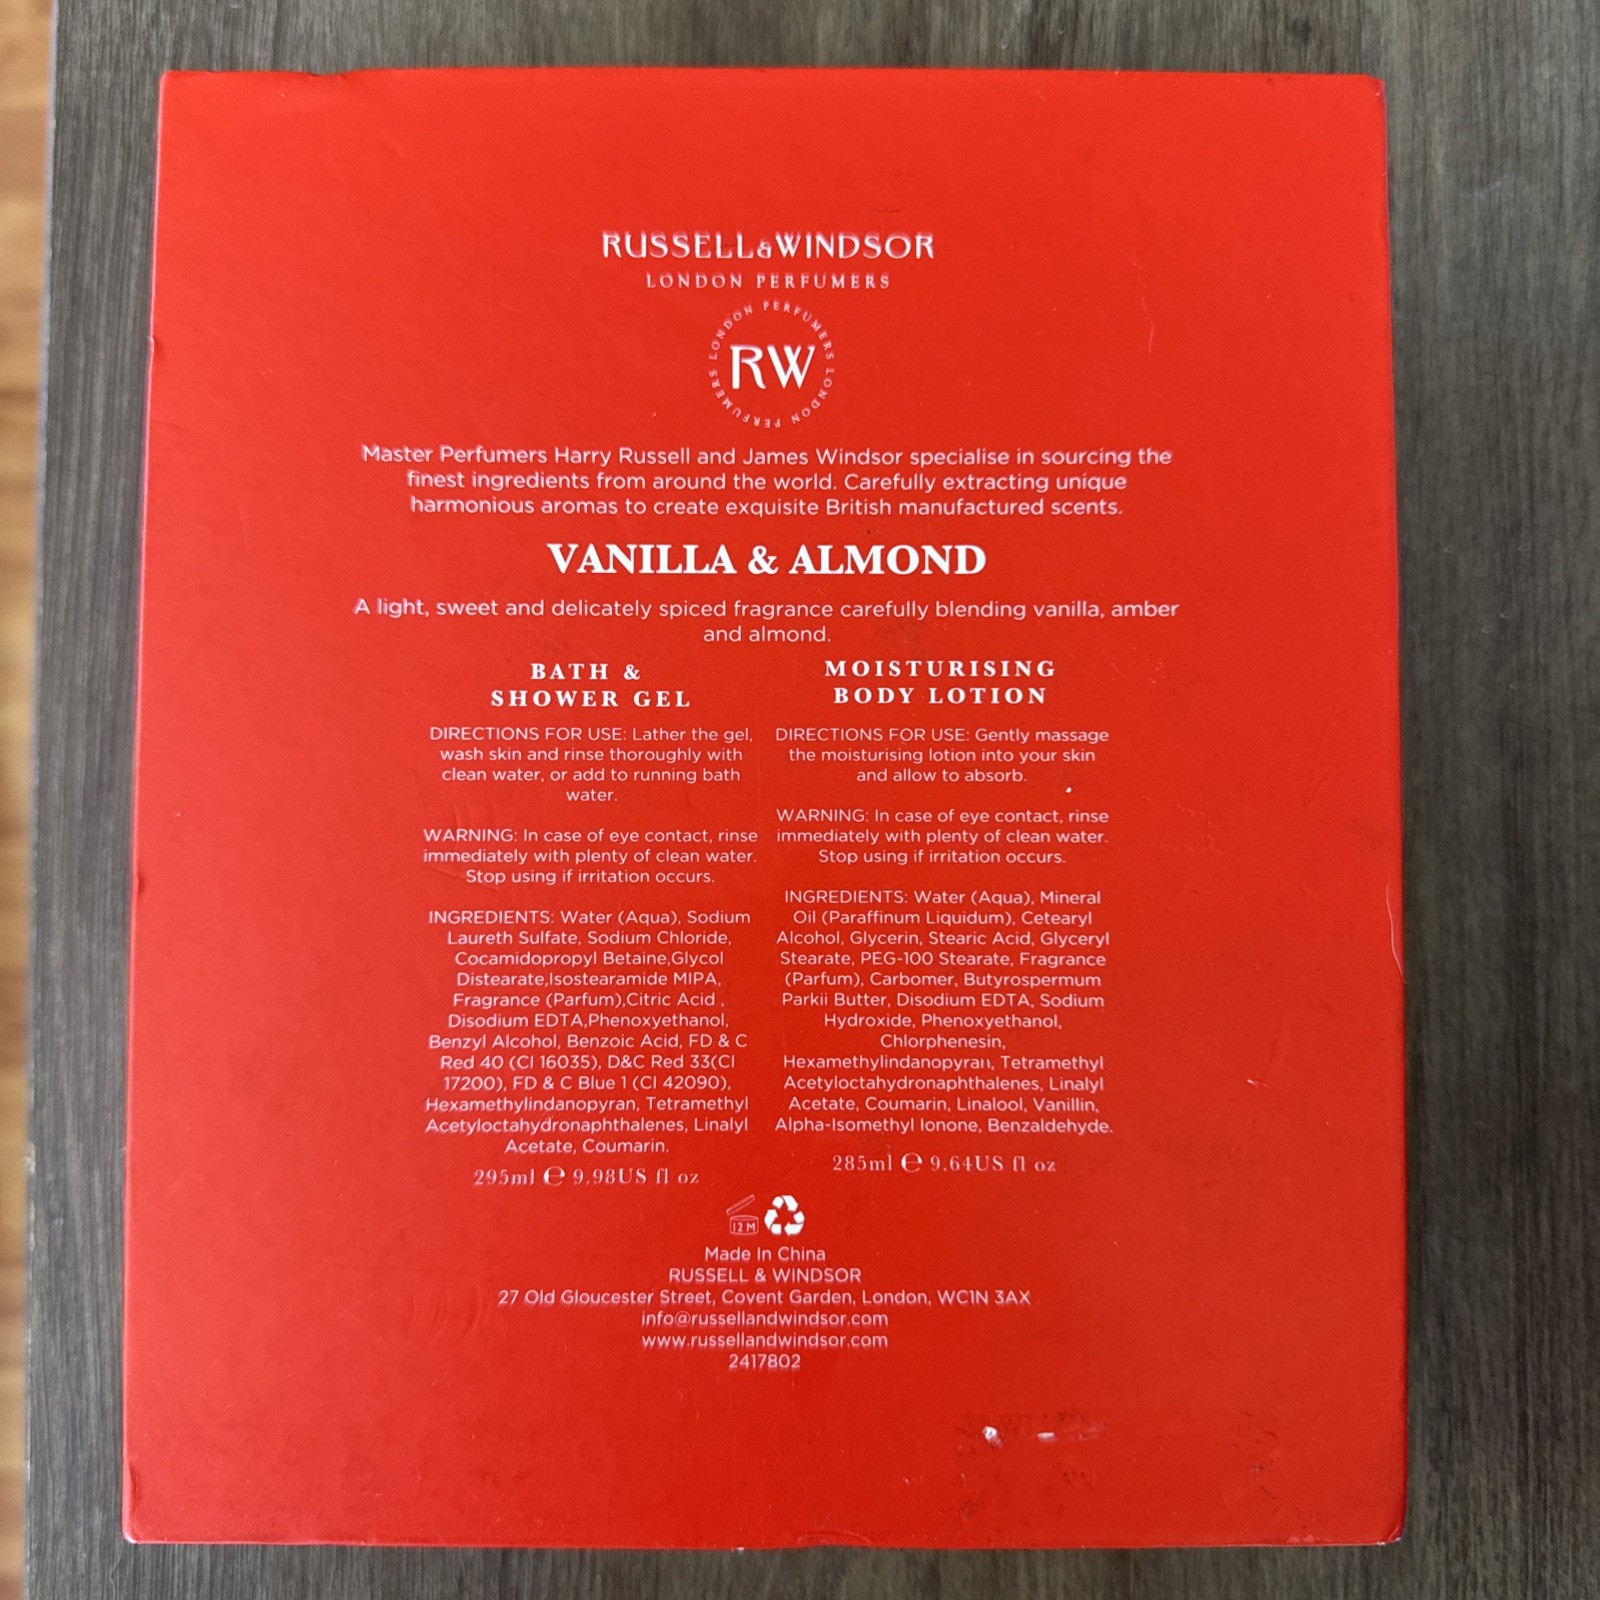 RUSSELL&WINDSOR
LONDON PERFUMERS
LONDON PERFUMERS LONDON PERFUMERS
RW
Master Perfumers Harry Russell and James Windsor specialise in sourcing the
finest ingredients from around the world. Carefully extracting unique
harmonious aromas to create exquisite British manufactured scents.
VANILLA & ALMOND
A light, sweet and delicately spiced fragrance carefully blending vanilla, amber
and almond.
BATH &
SHOWER GEL
DIRECTIONS FOR USE: Lather the gel,
wash skin and rinse thoroughly with
clean water, or add to running bath
water.
WARNING: In case of eye contact, rinse
immediately with plenty of clean water.
Stop using if irritation occurs.
INGREDIENTS: Water (Aqua), Sodium
Laureth Sulfate, Sodium Chloride,
Cocamidopropyl Betaine,Glycol
Distearate,Isostearamide MIPA,
Fragrance (Parfum),Citric Acid ,
Disodium EDTA,Phenoxyethanol,
Benzyl Alcohol, Benzoic Acid, FD & C
Red 40 (CI 16035), D&C Red 33(CI
17200), FD & C Blue 1 (CI 42090),
Hexamethylindanopyran, Tetramethyl
Acetyloctahydronaphthalenes, Linalyl
Acetate, Coumarin.
295ml ℮ 9.98US fl oz
MOISTURISING
BODY LOTION
DIRECTIONS FOR USE: Gently massage
the moisturising lotion into your skin
and allow to absorb.
WARNING: In case of eye contact, rinse
immediately with plenty of clean water.
Stop using if irritation occurs.
INGREDIENTS: Water (Aqua), Mineral
Oil (Paraffinum Liquidum), Cetearyl
Alcohol, Glycerin, Stearic Acid, Glyceryl
Stearate, PEG-100 Stearate, Fragrance
(Parfum), Carbomer, Butyrospermum
Parkii Butter, Disodium EDTA, Sodium
Hydroxide, Phenoxyethanol,
Chlorphenesin,
Hexamethylindanopyran, Tetramethyl
Acetyloctahydronaphthalenes, Linalyl
Acetate, Coumarin, Linalool, Vanillin,
Alpha-Isomethyl Ionone, Benzaldehyde.
285ml ℮ 9.64US fl oz
12 M
Made In China
RUSSELL & WINDSOR
27 Old Gloucester Street, Covent Garden, London, WC1N 3AX
info@russellandwindsor.com
www.russellandwindsor.com
2417802